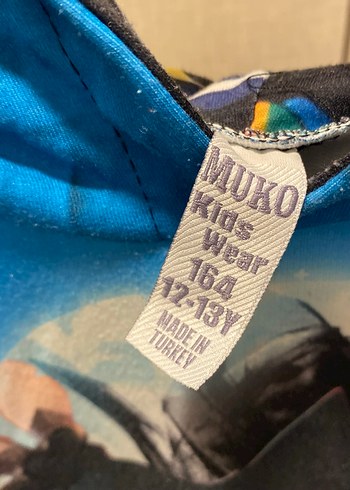 MUKO
Kids
Wear
164
12-13Y
MADE IN
TURKEY